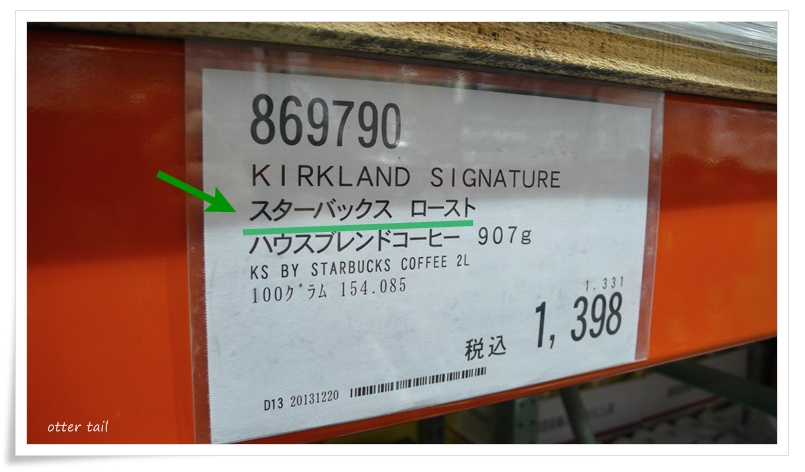 869790
KIRKLAND SIGNATURE
スターバックス ロースト
ハウスブレンドコーヒー 907g
KS BY STARBUCKS COFFEE 2L
100グラム 154.085
1,331
税込 1,398
D13 20131220
otter tail